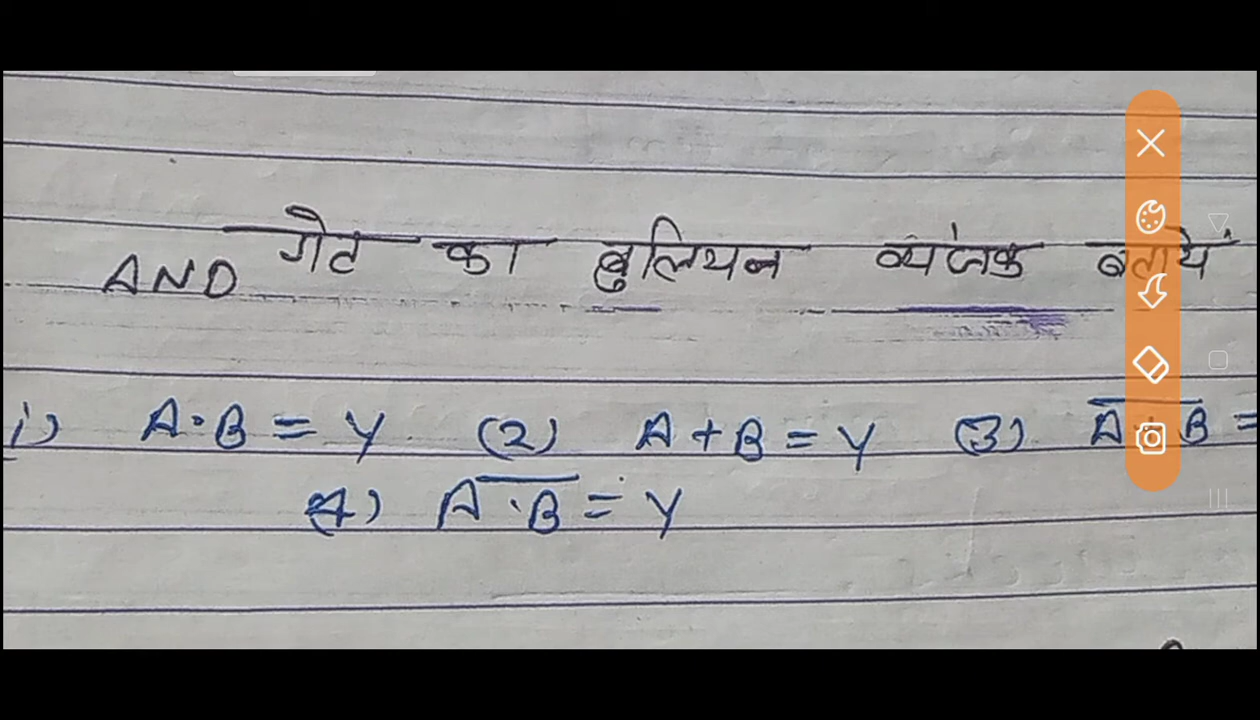 AND गेट का बुलियन व्यंजक बतायें
i) A·B = Y (2) A + B = Y (3)
(4) A̅·̅B̅ = Y